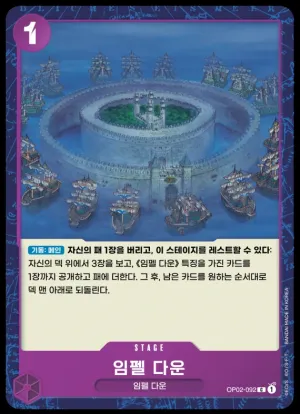 1
기동: 메인 자신의 패 1장을 버리고, 이 스테이지를 레스트할 수 있다:
자신의 덱 위에서 3장을 보고, 《임펠 다운》 특징을 가진 카드를
1장까지 공개하고 패에 더한다. 그 후, 남은 카드를 원하는 순서대로
덱 맨 아래로 되돌린다.
STAGE
임펠 다운
임펠 다운
OP02-092 C 1
BANDAI MADE IN KOREA